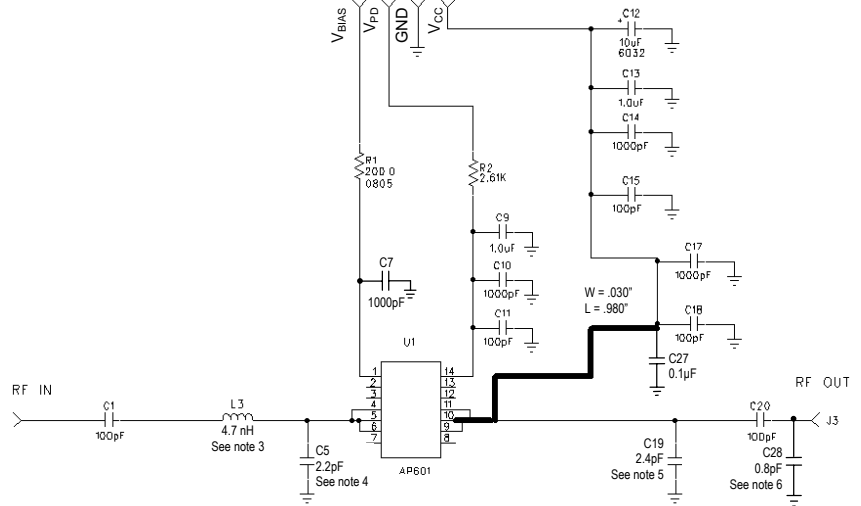 VBIAS
VPD
GND
VCC
C12
+
10uF
6032
C13
1.0uF
C14
1000pF
C15
100pF
R1
200 0
0805
R2
2.61K
C9
1.0uF
C10
1000pF
C11
100pF
C7
1000pF
C17
1000pF
C18
100pF
W = .030"
L = .980"
C27
0.1µF
U1
1
2
3
4
5
6
7
14
13
12
11
10
9
8
AP601
RF IN
C1
100pF
L3
4.7 nH
See note 3
C5
2.2pF
See note 4
RF OUT
C20
100pF
J3
C19
2.4pF
See note 5
C28
0.8pF
See note 6